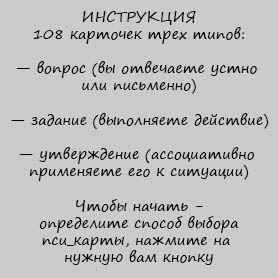 ИНСТРУКЦИЯ
108 карточек трех типов:
— вопрос (вы отвечаете устно
или письменно)
— задание (выполняете действие)
— утверждение (ассоциативно
применяете его к ситуации)
Чтобы начать -
определите способ выбора
пси_карты, нажмите на
нужную вам кнопку